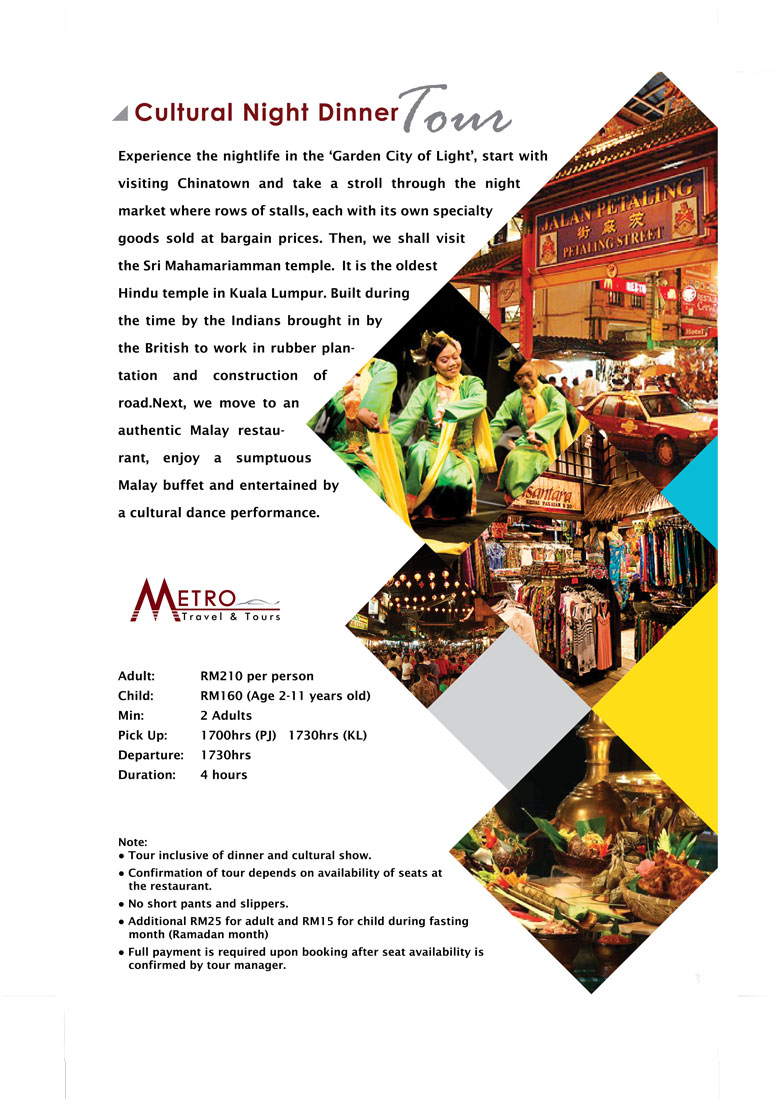 Cultural Night Dinner Tour
Experience the nightlife in the ‘Garden City of Light’, start with
visiting Chinatown and take a stroll through the night
market where rows of stalls, each with its own specialty
goods sold at bargain prices. Then, we shall visit
the Sri Mahamariamman temple. It is the oldest
Hindu temple in Kuala Lumpur. Built during
the time by the Indians brought in by
the British to work in rubber plan-
tation and construction of
road.Next, we move to an
authentic Malay restau-
rant, enjoy a sumptuous
Malay buffet and entertained by
a cultural dance performance.
JALAN PETALING
街廠茨
PETALING STREET
Hotel
METRO
Travel & Tours
Adult: RM210 per person
Child: RM160 (Age 2-11 years old)
Min: 2 Adults
Pick Up: 1700hrs (PJ) 1730hrs (KL)
Departure: 1730hrs
Duration: 4 hours
Note:
● Tour inclusive of dinner and cultural show.
● Confirmation of tour depends on availability of seats at
the restaurant.
● No short pants and slippers.
● Additional RM25 for adult and RM15 for child during fasting
month (Ramadan month)
● Full payment is required upon booking after seat availability is
confirmed by tour manager.